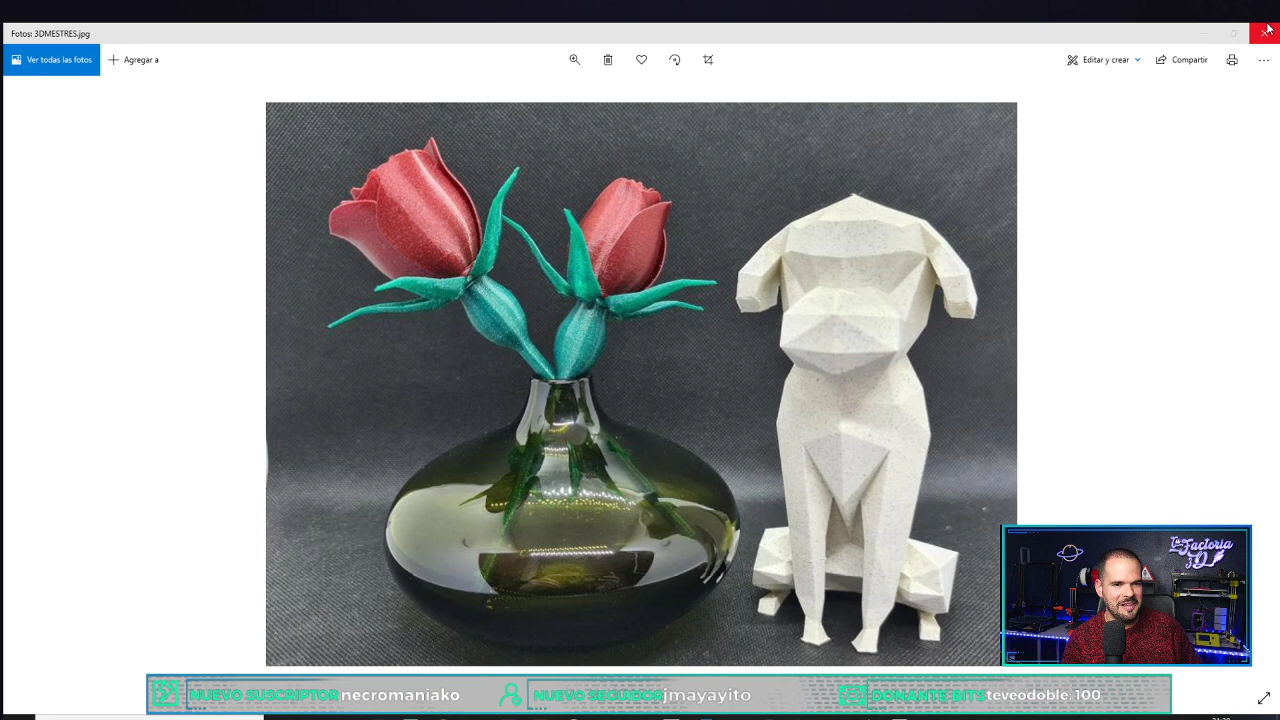 Fotos: 3DMESTRES.jpg
Ver todas las fotos
Agregar a
Editar y crear
Compartir
La Factoria
3D
NUEVO SUSCRIPTOR necromaniako
NUEVO SEGUIDOR jmayayito
DONANTE BITS teveodoble: 100